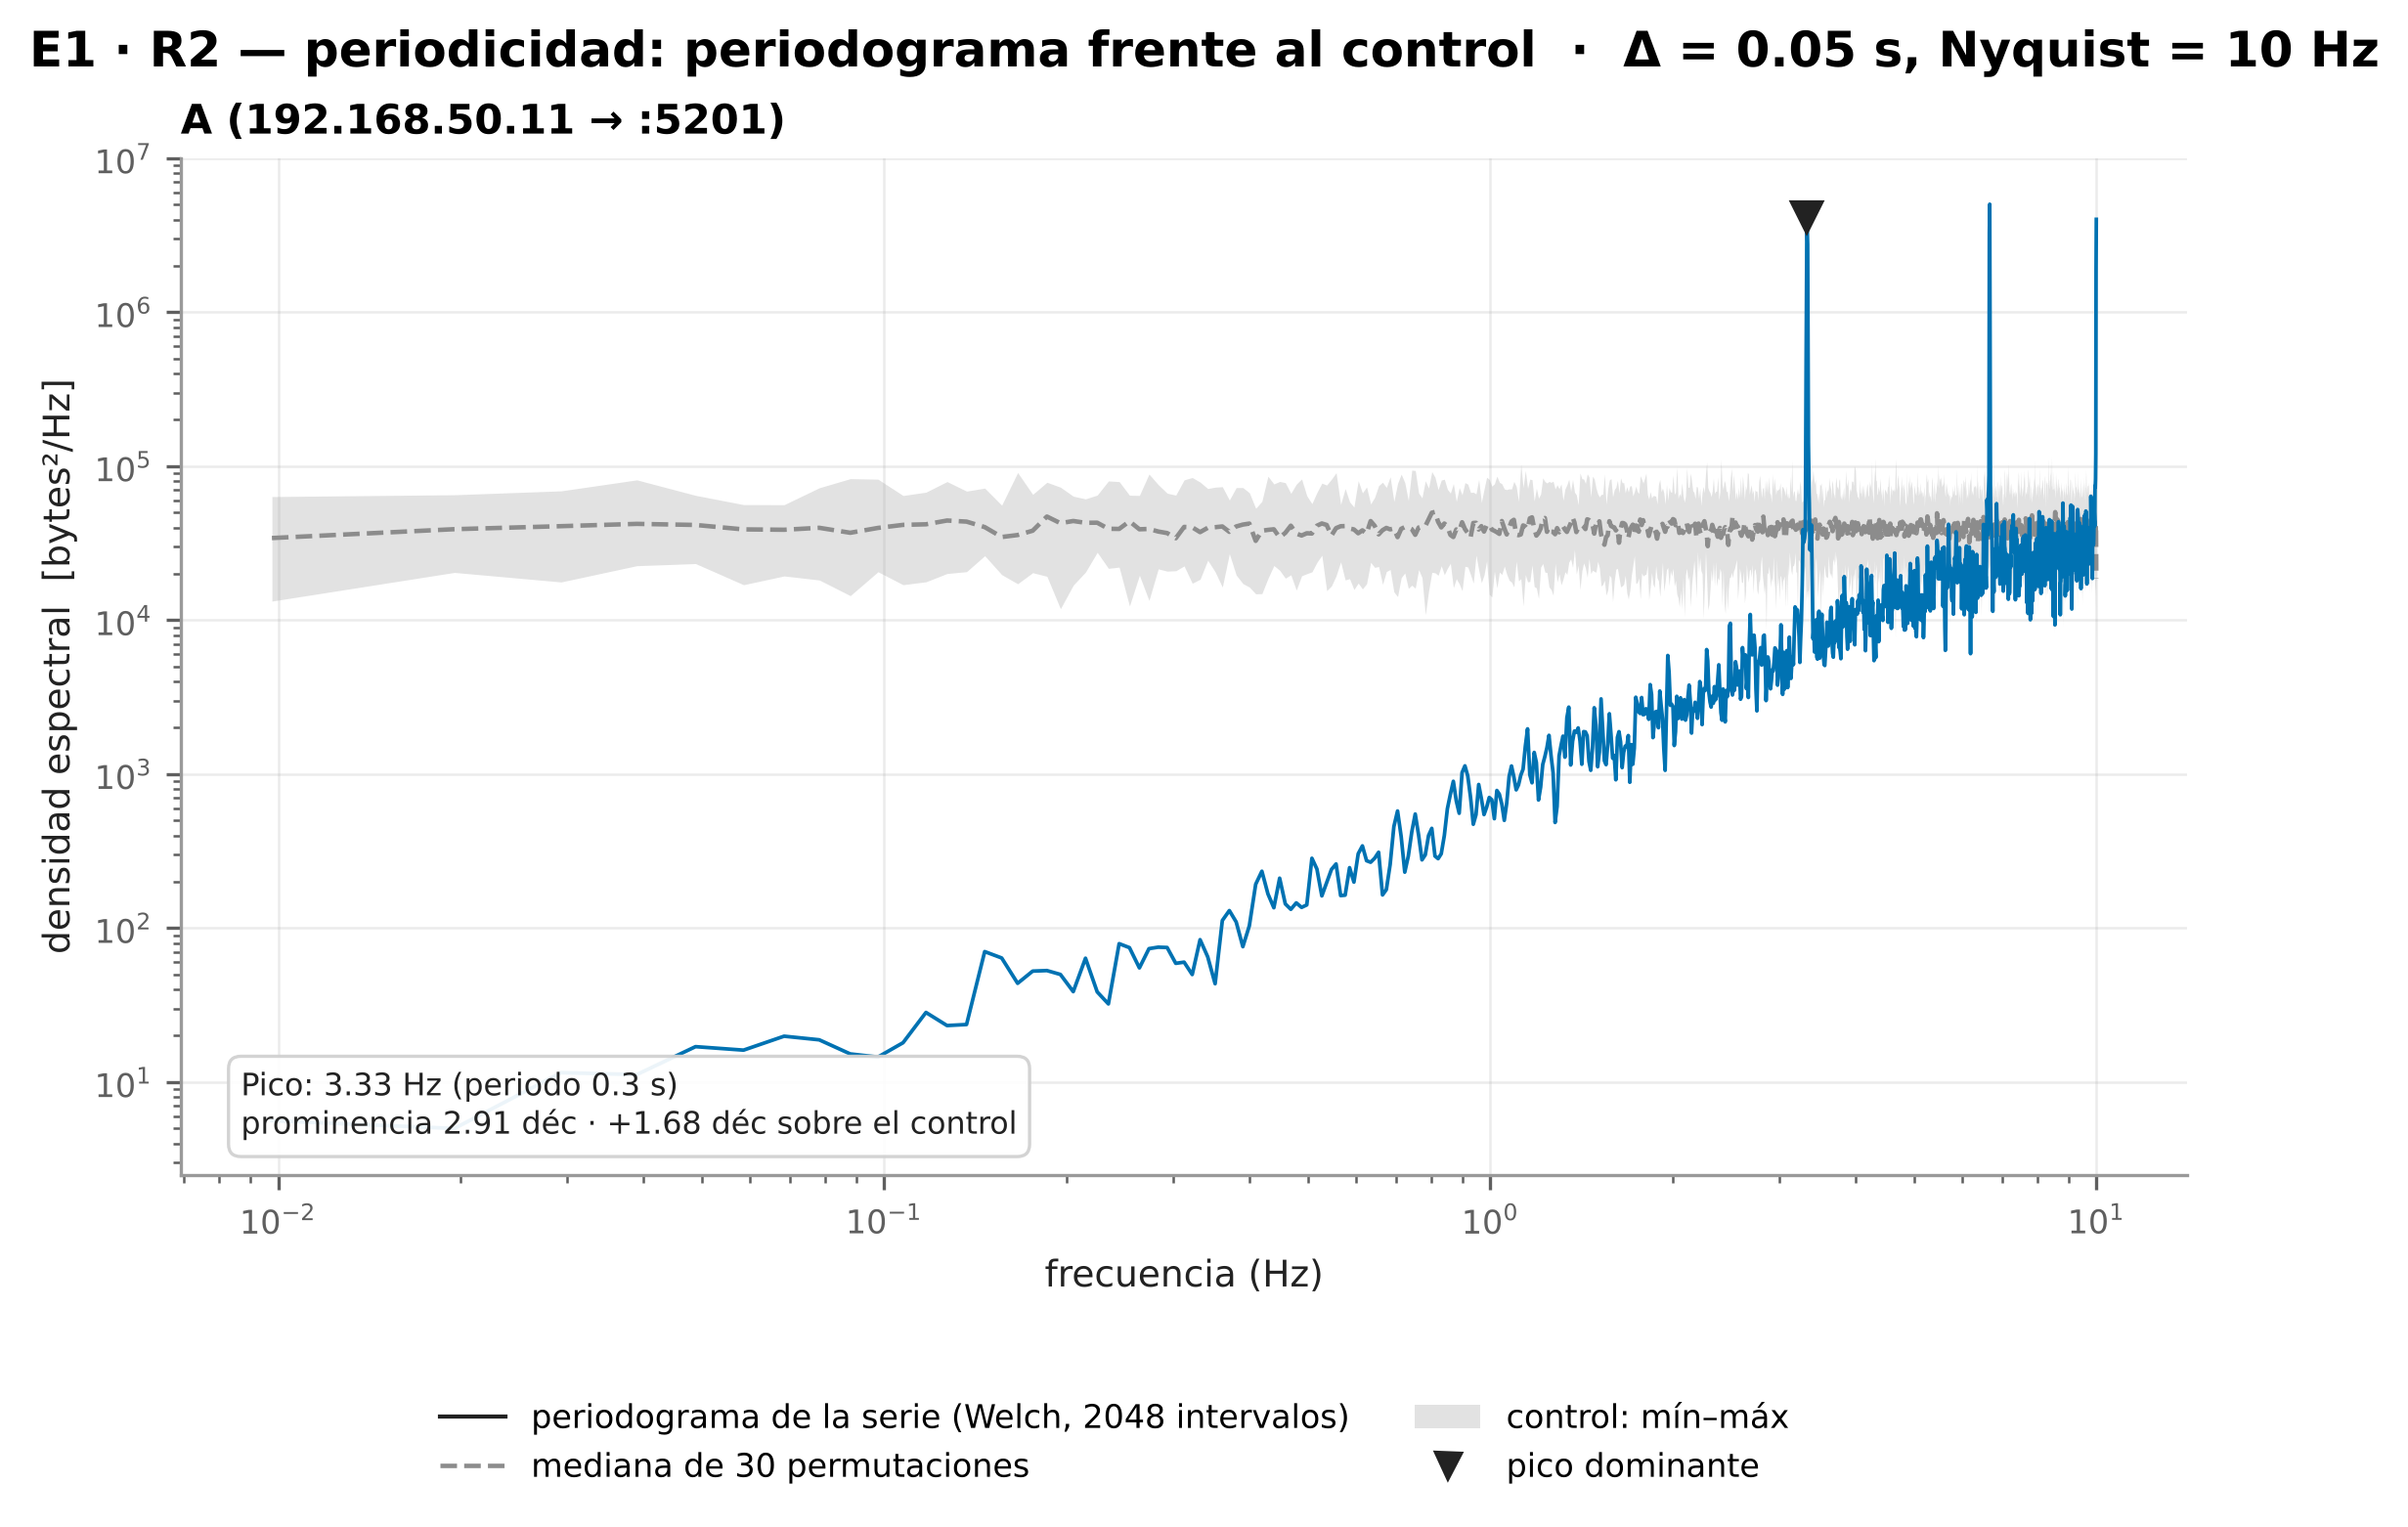 E1 · R2 — periodicidad: periodograma frente al control · Δ = 0.05 s, Nyquist = 10 Hz
A (192.168.50.11 → :5201)
densidad espectral [bytes²/Hz]
10⁷
10⁶
10⁵
10⁴
10³
10²
10¹
Pico: 3.33 Hz (periodo 0.3 s)
prominencia 2.91 déc · +1.68 déc sobre el control
10⁻² 10⁻¹ 10⁰ 10¹
frecuencia (Hz)
periodograma de la serie (Welch, 2048 intervalos)
mediana de 30 permutaciones
control: mín–máx
pico dominante